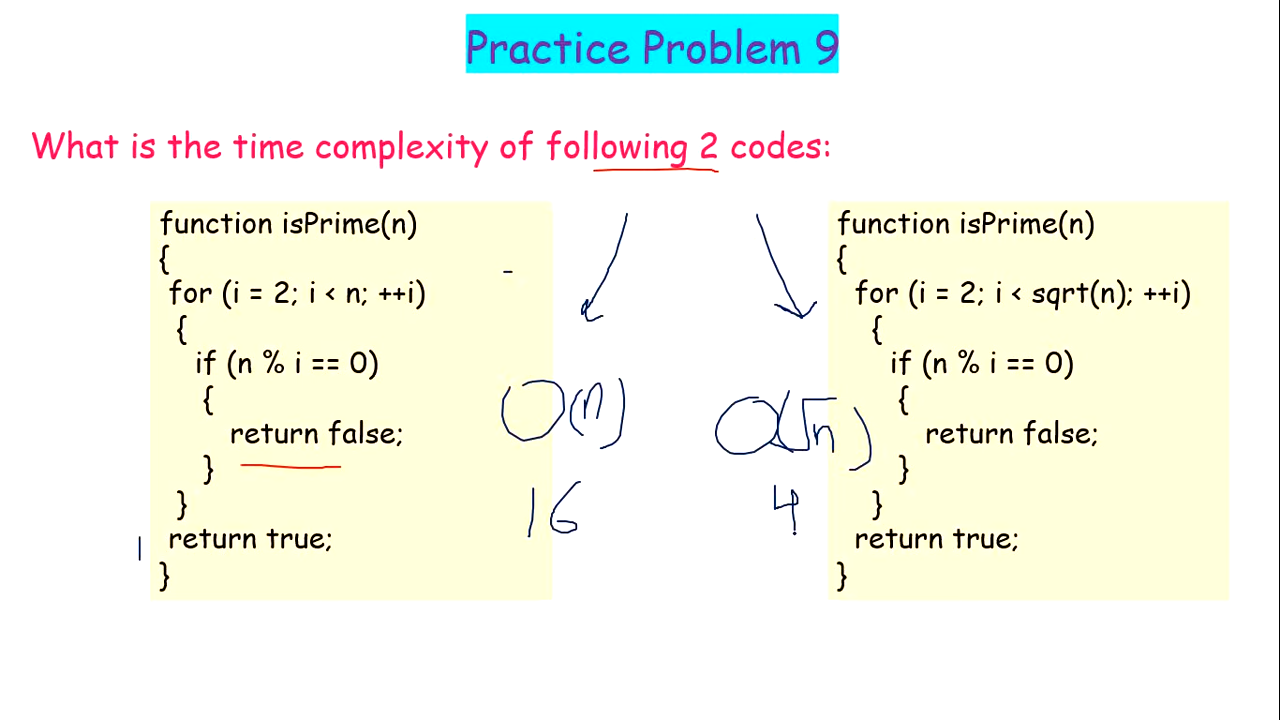 Practice Problem 9
What is the time complexity of following 2 codes:
function isPrime(n)
{
for (i = 2; i < n; ++i)
{
if (n % i == 0)
{
return false;
}
}
return true;
}
O(n)
16
O(√n)
4
function isPrime(n)
{
for (i = 2; i < sqrt(n); ++i)
{
if (n % i == 0)
{
return false;
}
}
return true;
}